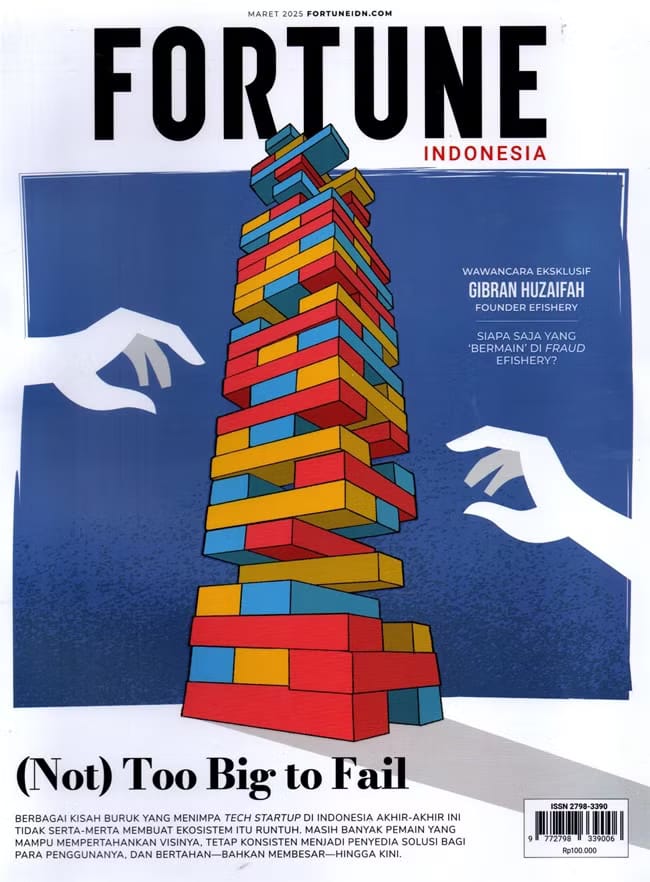 MARET 2025 FORTUNEIDN.COM
FORTUNE
INDONESIA
WAWANCARA EKSKLUSIF
GIBRAN HUZAIFAH
FOUNDER EFISHERY
SIAPA SAJA YANG
'BERMAIN' DI FRAUD
EFISHERY?
(Not) Too Big to Fail
BERBAGAI KISAH BURUK YANG MENIMPA TECH STARTUP DI INDONESIA AKHIR-AKHIR INI
TIDAK SERTA-MERTA MEMBUAT EKOSISTEM ITU RUNTUH. MASIH BANYAK PEMAIN YANG
MAMPU MEMPERTAHANKAN VISINYA, TETAP KONSISTEN MENJADI PENYEDIA SOLUSI BAGI
PARA PENGGUNANYA, DAN BERTAHAN—BAHKAN MEMBESAR—HINGGA KINI.
ISSN 2798-3390
9 772798 339006
Rp100.000